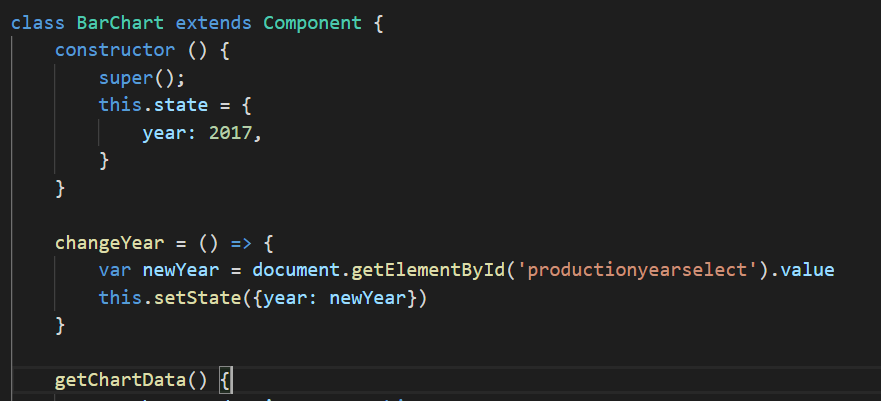 class BarChart extends Component {
constructor () {
super();
this.state = {
year: 2017,
}
}
changeYear = () => {
var newYear = document.getElementById('productionyearselect').value
this.setState({year: newYear})
}
getChartData() {